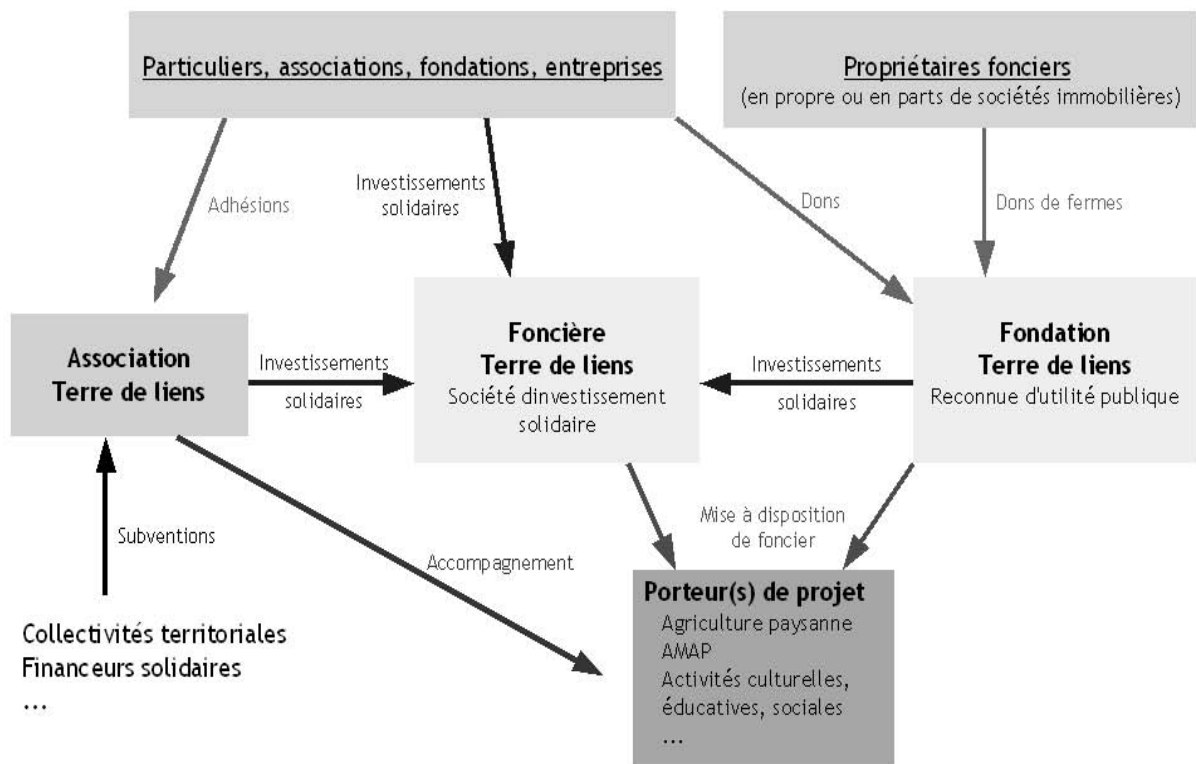 Particuliers, associations, fondations, entreprises
Propriétaires fonciers
(en propre ou en parts de sociétés immobilières)
Adhésions
Investissements
solidaires
Dons
Dons de fermes
Association
Terre de liens
Investissements
solidaires
Foncière
Terre de liens
Société dinvestissement
solidaire
Investissements
solidaires
Fondation
Terre de liens
Reconnue d'utilité publique
Subventions
Accompagnement
Mise à disposition
de foncier
Collectivités territoriales
Financeurs solidaires
...
Porteur(s) de projet
Agriculture paysanne
AMAP
Activités culturelles,
éducatives, sociales
...